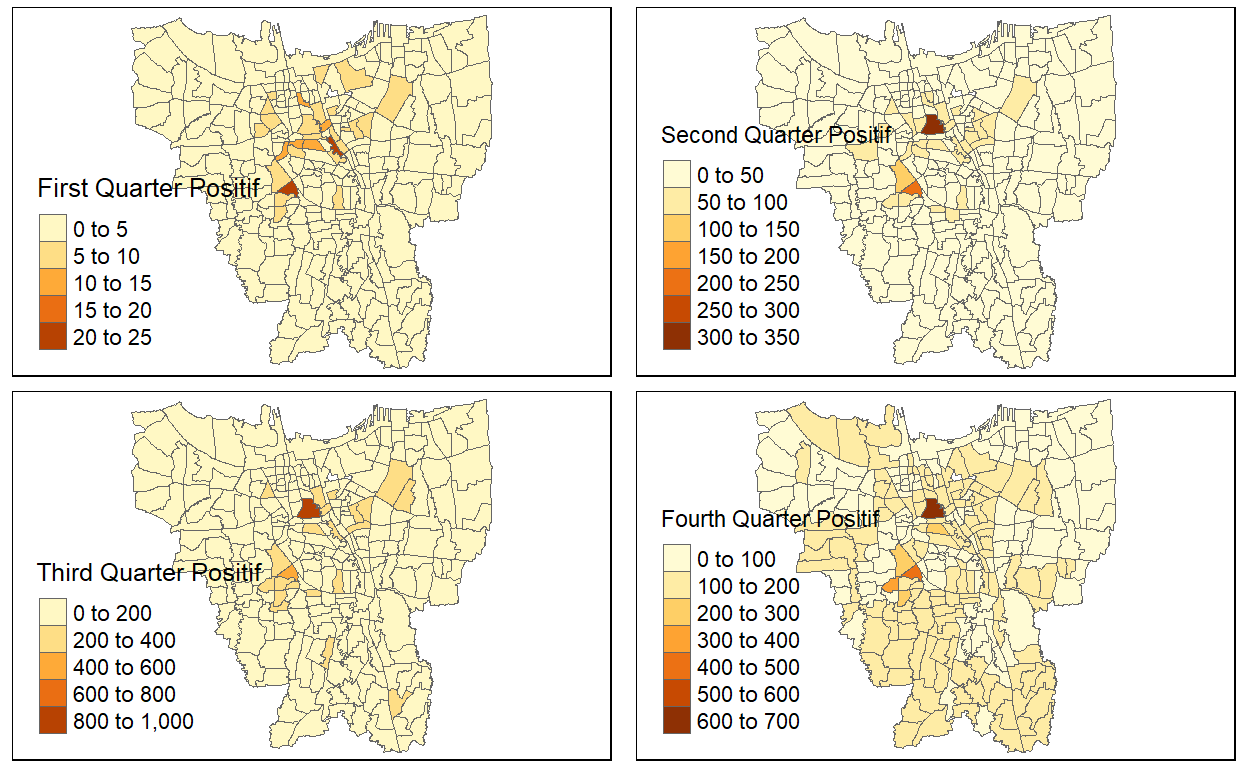 First Quarter Positif
0 to 5
5 to 10
10 to 15
15 to 20
20 to 25
Second Quarter Positif
0 to 50
50 to 100
100 to 150
150 to 200
200 to 250
250 to 300
300 to 350
Third Quarter Positif
0 to 200
200 to 400
400 to 600
600 to 800
800 to 1,000
Fourth Quarter Positif
0 to 100
100 to 200
200 to 300
300 to 400
400 to 500
500 to 600
600 to 700